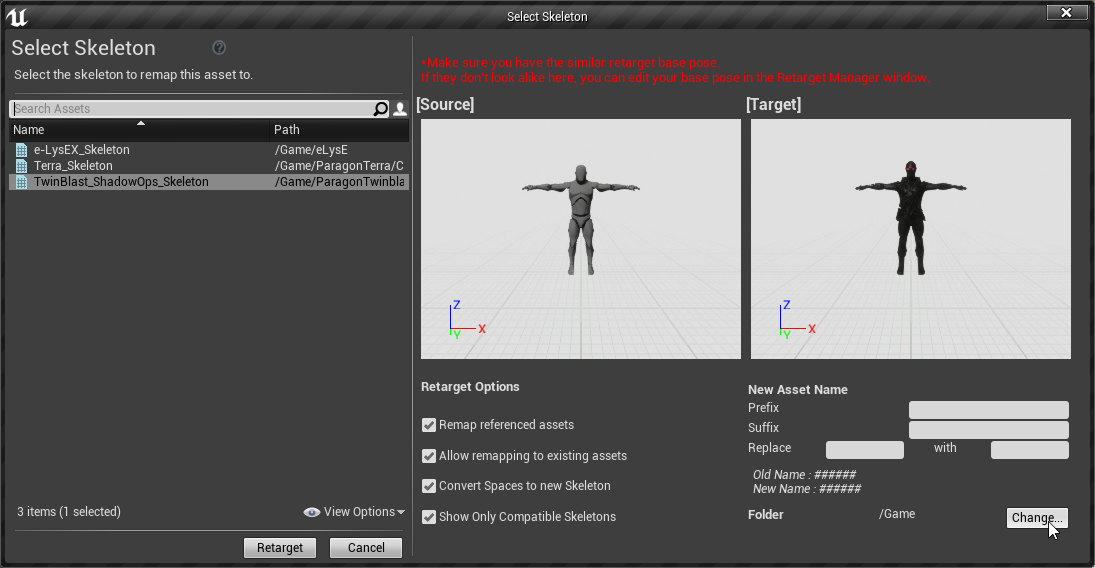 Select Skeleton
Select Skeleton
Select the skeleton to remap this asset to.
Search Assets
Name Path
e-LysEX_Skeleton /Game/eLysE
Terra_Skeleton /Game/ParagonTerra/C
TwinBlast_ShadowOps_Skeleton /Game/ParagonTwinbla
3 items (1 selected) View Options
Retarget Cancel
*Make sure you have the similar retarget base pose.
If they don't look alike here, you can edit your base pose in the Retarget Manager window.
[Source] [Target]
Z X Y
Z X Y
Retarget Options
Remap referenced assets
Allow remapping to existing assets
Convert Spaces to new Skeleton
Show Only Compatible Skeletons
New Asset Name
Prefix
Suffix
Replace with
Old Name : ######
New Name : ######
Folder /Game Change...